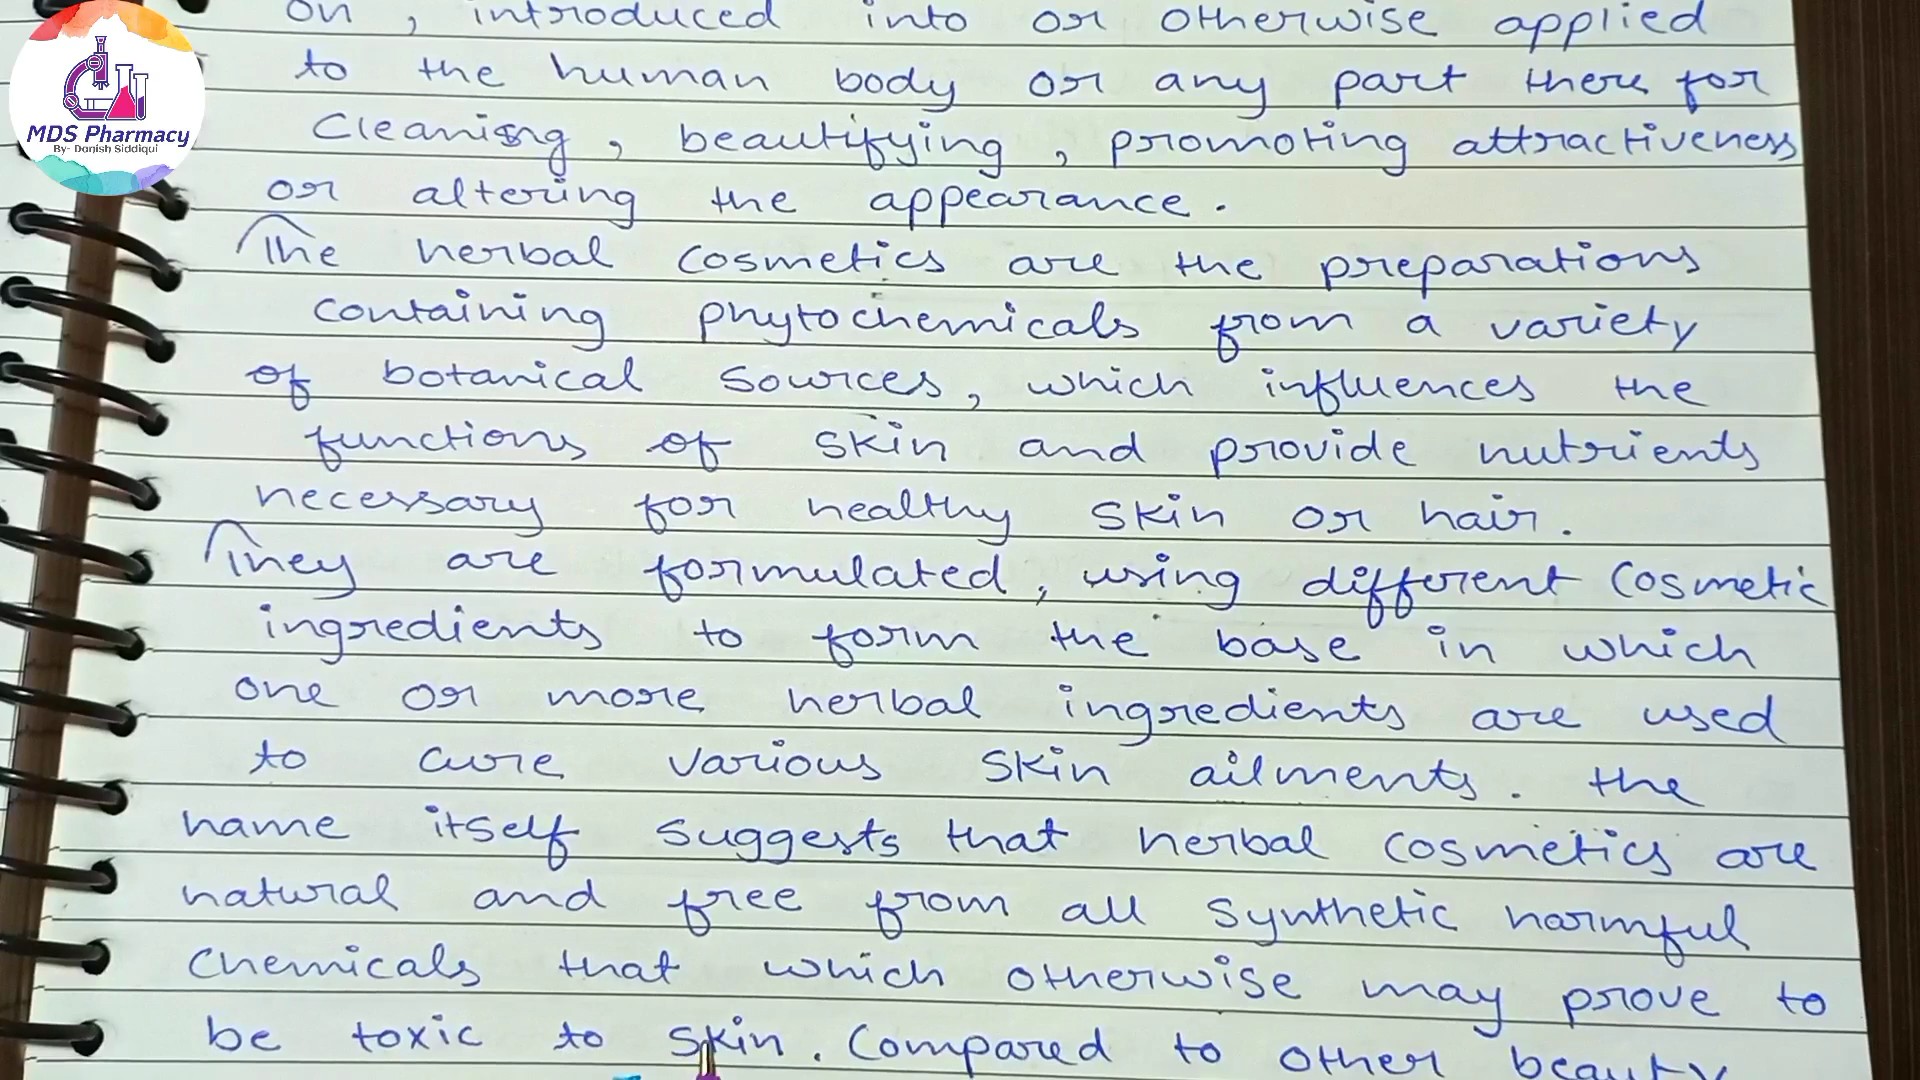 MDS Pharmacy
By- Danish Siddiqui
on, introduced into or otherwise applied
to the human body or any part there for
Cleanisng, beautifying, promoting attractiveness
or altering the appearance.
The herbal cosmetics are the preparations
containing phytochemicals from a variety
of botanical sources, which influences the
functions of skin and provide nutrients
necessary for healthy skin or hair.
They are formulated, using different cosmetic
ingredients to form the base in which
one or more herbal ingredients are used
to cure various skin ailments. the
name itself suggests that herbal cosmetics are
natural and free from all synthetic harmful
chemicals that which otherwise may prove to
be toxic to skin. Compared to other beauty